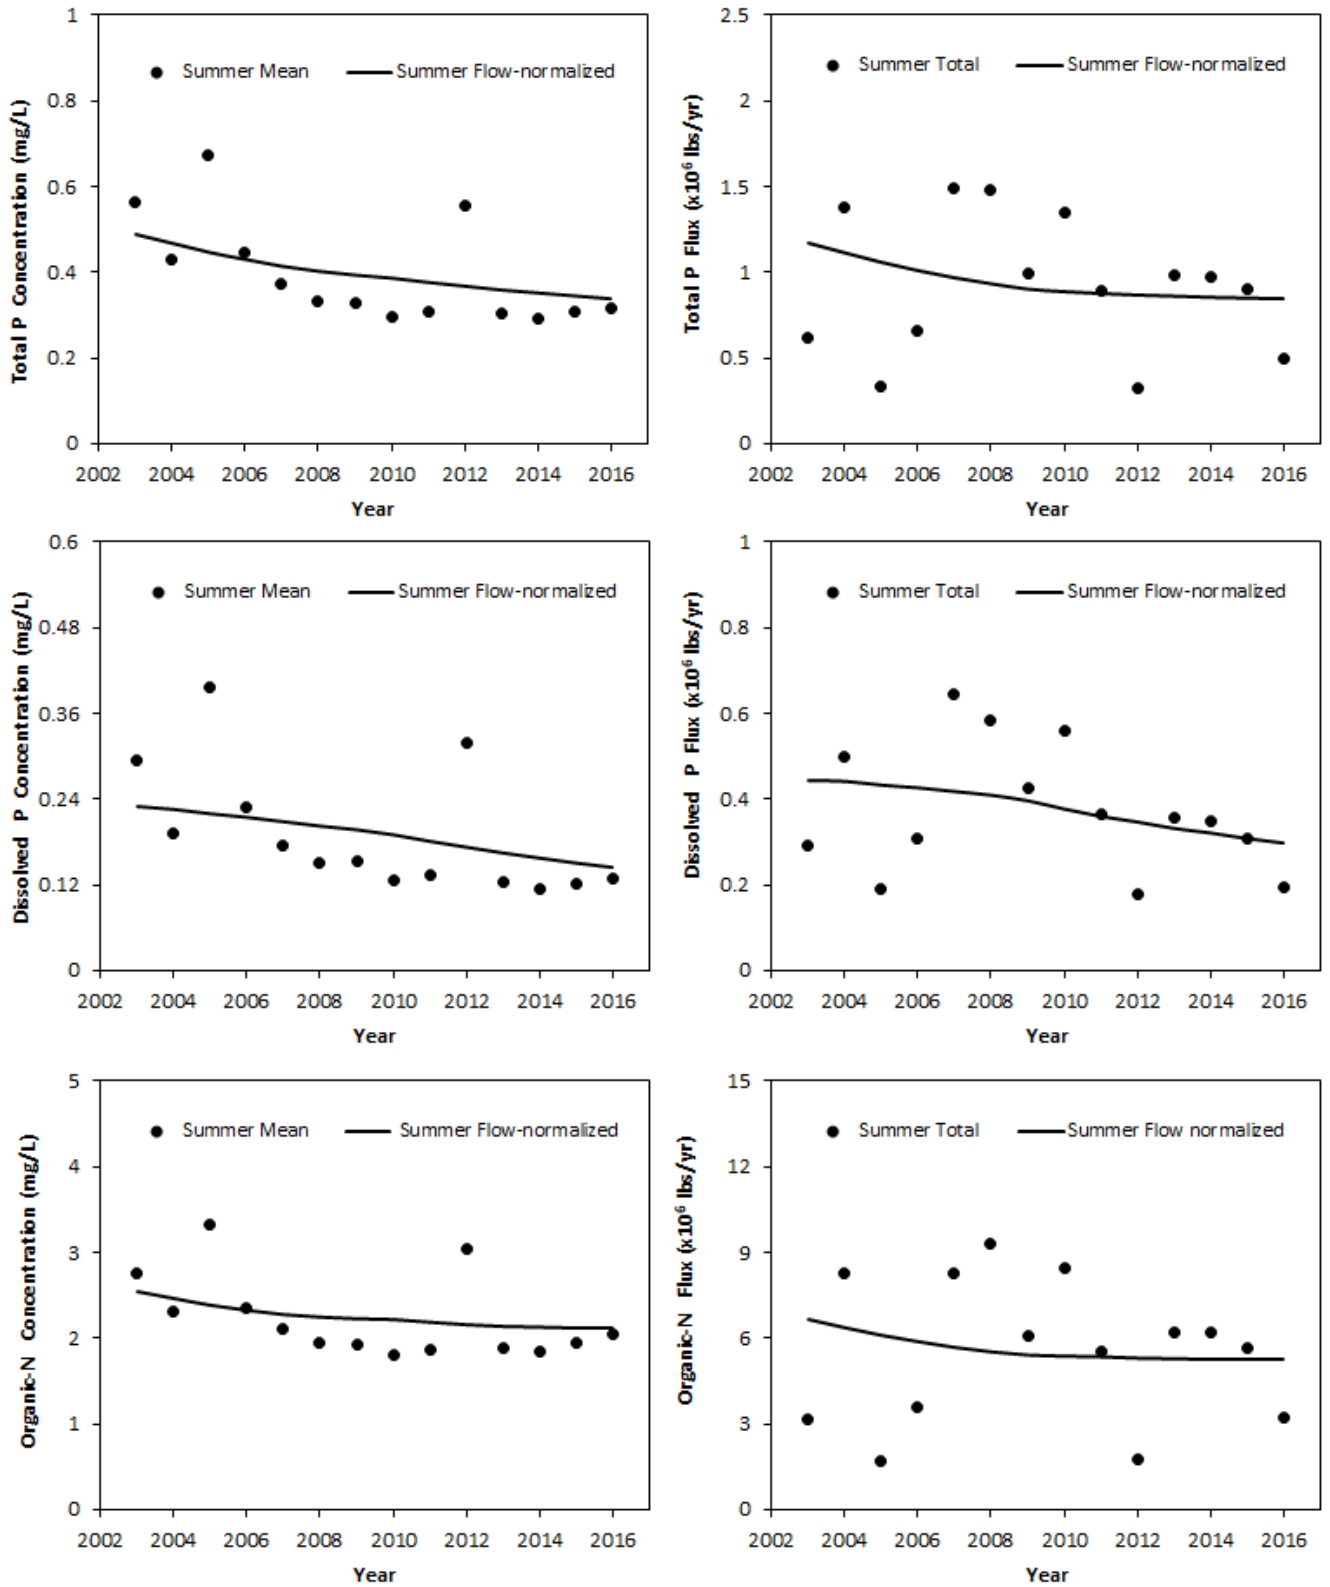 Total P Concentration (mg/L)
1
0.8
0.6
0.4
0.2
0
Summer Mean Summer Flow-normalized
2002 2004 2006 2008 2010 2012 2014 2016
Year
Total P Flux (x10⁶ lbs/yr)
2.5
2
1.5
1
0.5
0
Summer Total Summer Flow-normalized
2002 2004 2006 2008 2010 2012 2014 2016
Year
Dissolved P Concentration (mg/L)
0.6
0.48
0.36
0.24
0.12
0
Summer Mean Summer Flow-normalized
2002 2004 2006 2008 2010 2012 2014 2016
Year
Dissolved P Flux (x10⁶ lbs/yr)
1
0.8
0.6
0.4
0.2
0
Summer Total Summer Flow-normalized
2002 2004 2006 2008 2010 2012 2014 2016
Year
Organic-N Concentration (mg/L)
5
4
3
2
1
0
Summer Mean Summer Flow-normalized
2002 2004 2006 2008 2010 2012 2014 2016
Year
Organic-N Flux (x10⁶ lbs/yr)
15
12
9
6
3
0
Summer Total Summer Flow normalized
2002 2004 2006 2008 2010 2012 2014 2016
Year